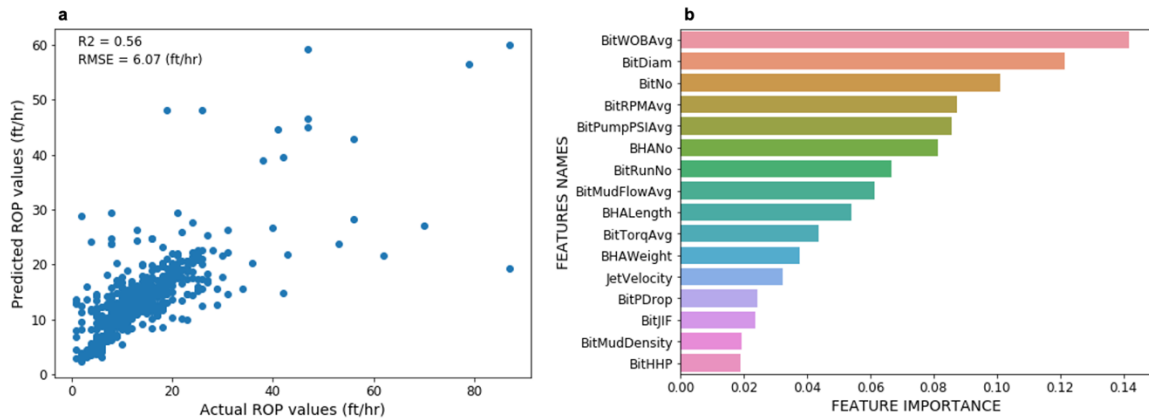 a
R2 = 0.56
RMSE = 6.07 (ft/hr)
Predicted ROP values (ft/hr)
60
50
40
30
20
10
0
0 20 40 60 80
Actual ROP values (ft/hr)
b
FEATURES NAMES
BitWOBAvg
BitDiam
BitNo
BitRPMAvg
BitPumpPSIAvg
BHANo
BitRunNo
BitMudFlowAvg
BHALength
BitTorqAvg
BHAWeight
JetVelocity
BitPDrop
BitJIF
BitMudDensity
BitHHP
0.00 0.02 0.04 0.06 0.08 0.10 0.12 0.14
FEATURE IMPORTANCE